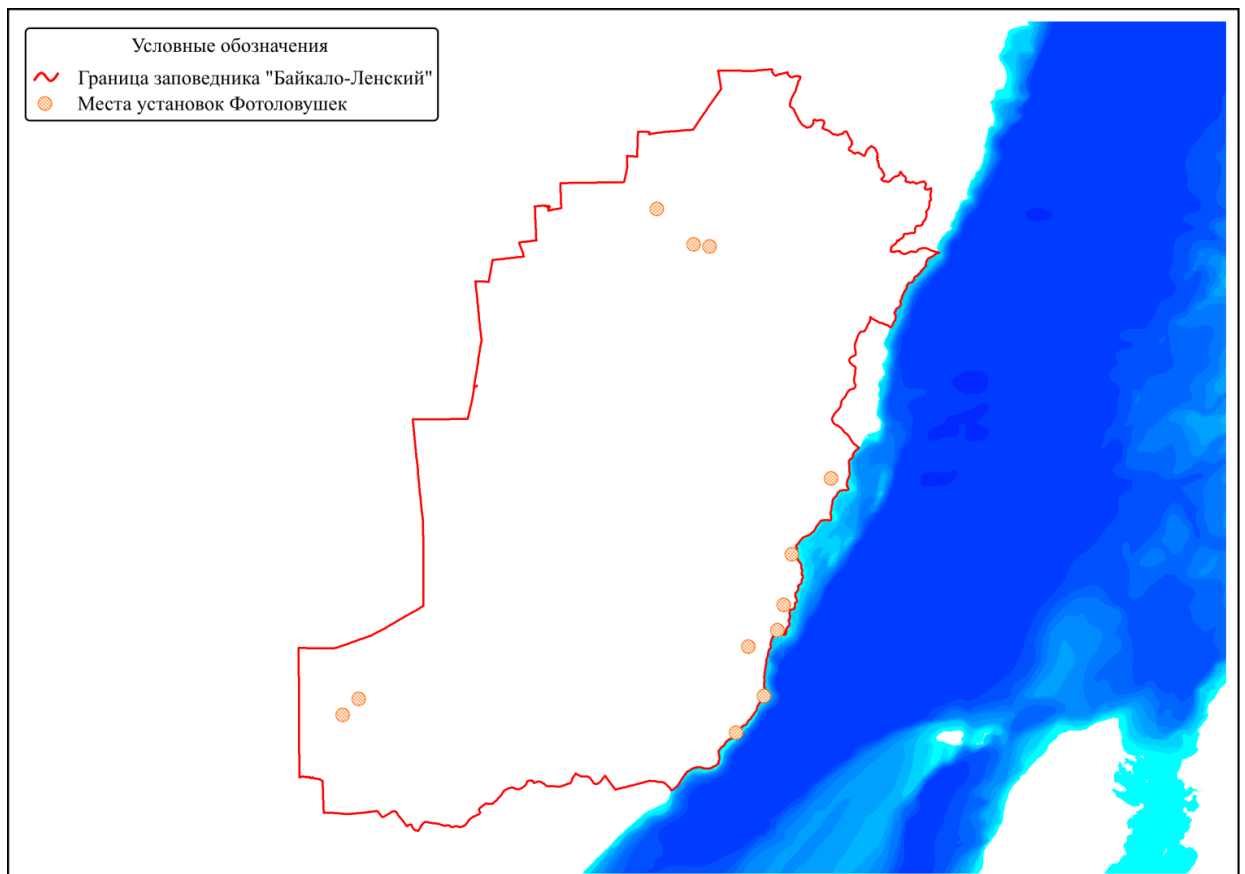 Условные обозначения
Граница заповедника "Байкало-Ленский"
Места установок Фотоловушек